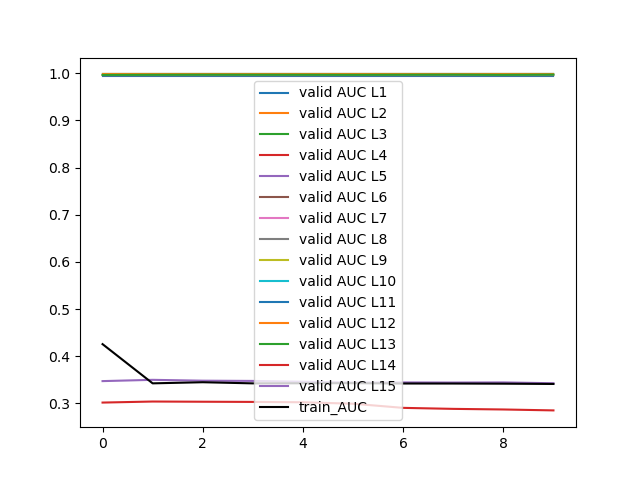 1.0
0.9
0.8
0.7
0.6
0.5
0.4
0.3
valid AUC L1
valid AUC L2
valid AUC L3
valid AUC L4
valid AUC L5
valid AUC L6
valid AUC L7
valid AUC L8
valid AUC L9
valid AUC L10
valid AUC L11
valid AUC L12
valid AUC L13
valid AUC L14
valid AUC L15
train_AUC
0 2 4 6 8